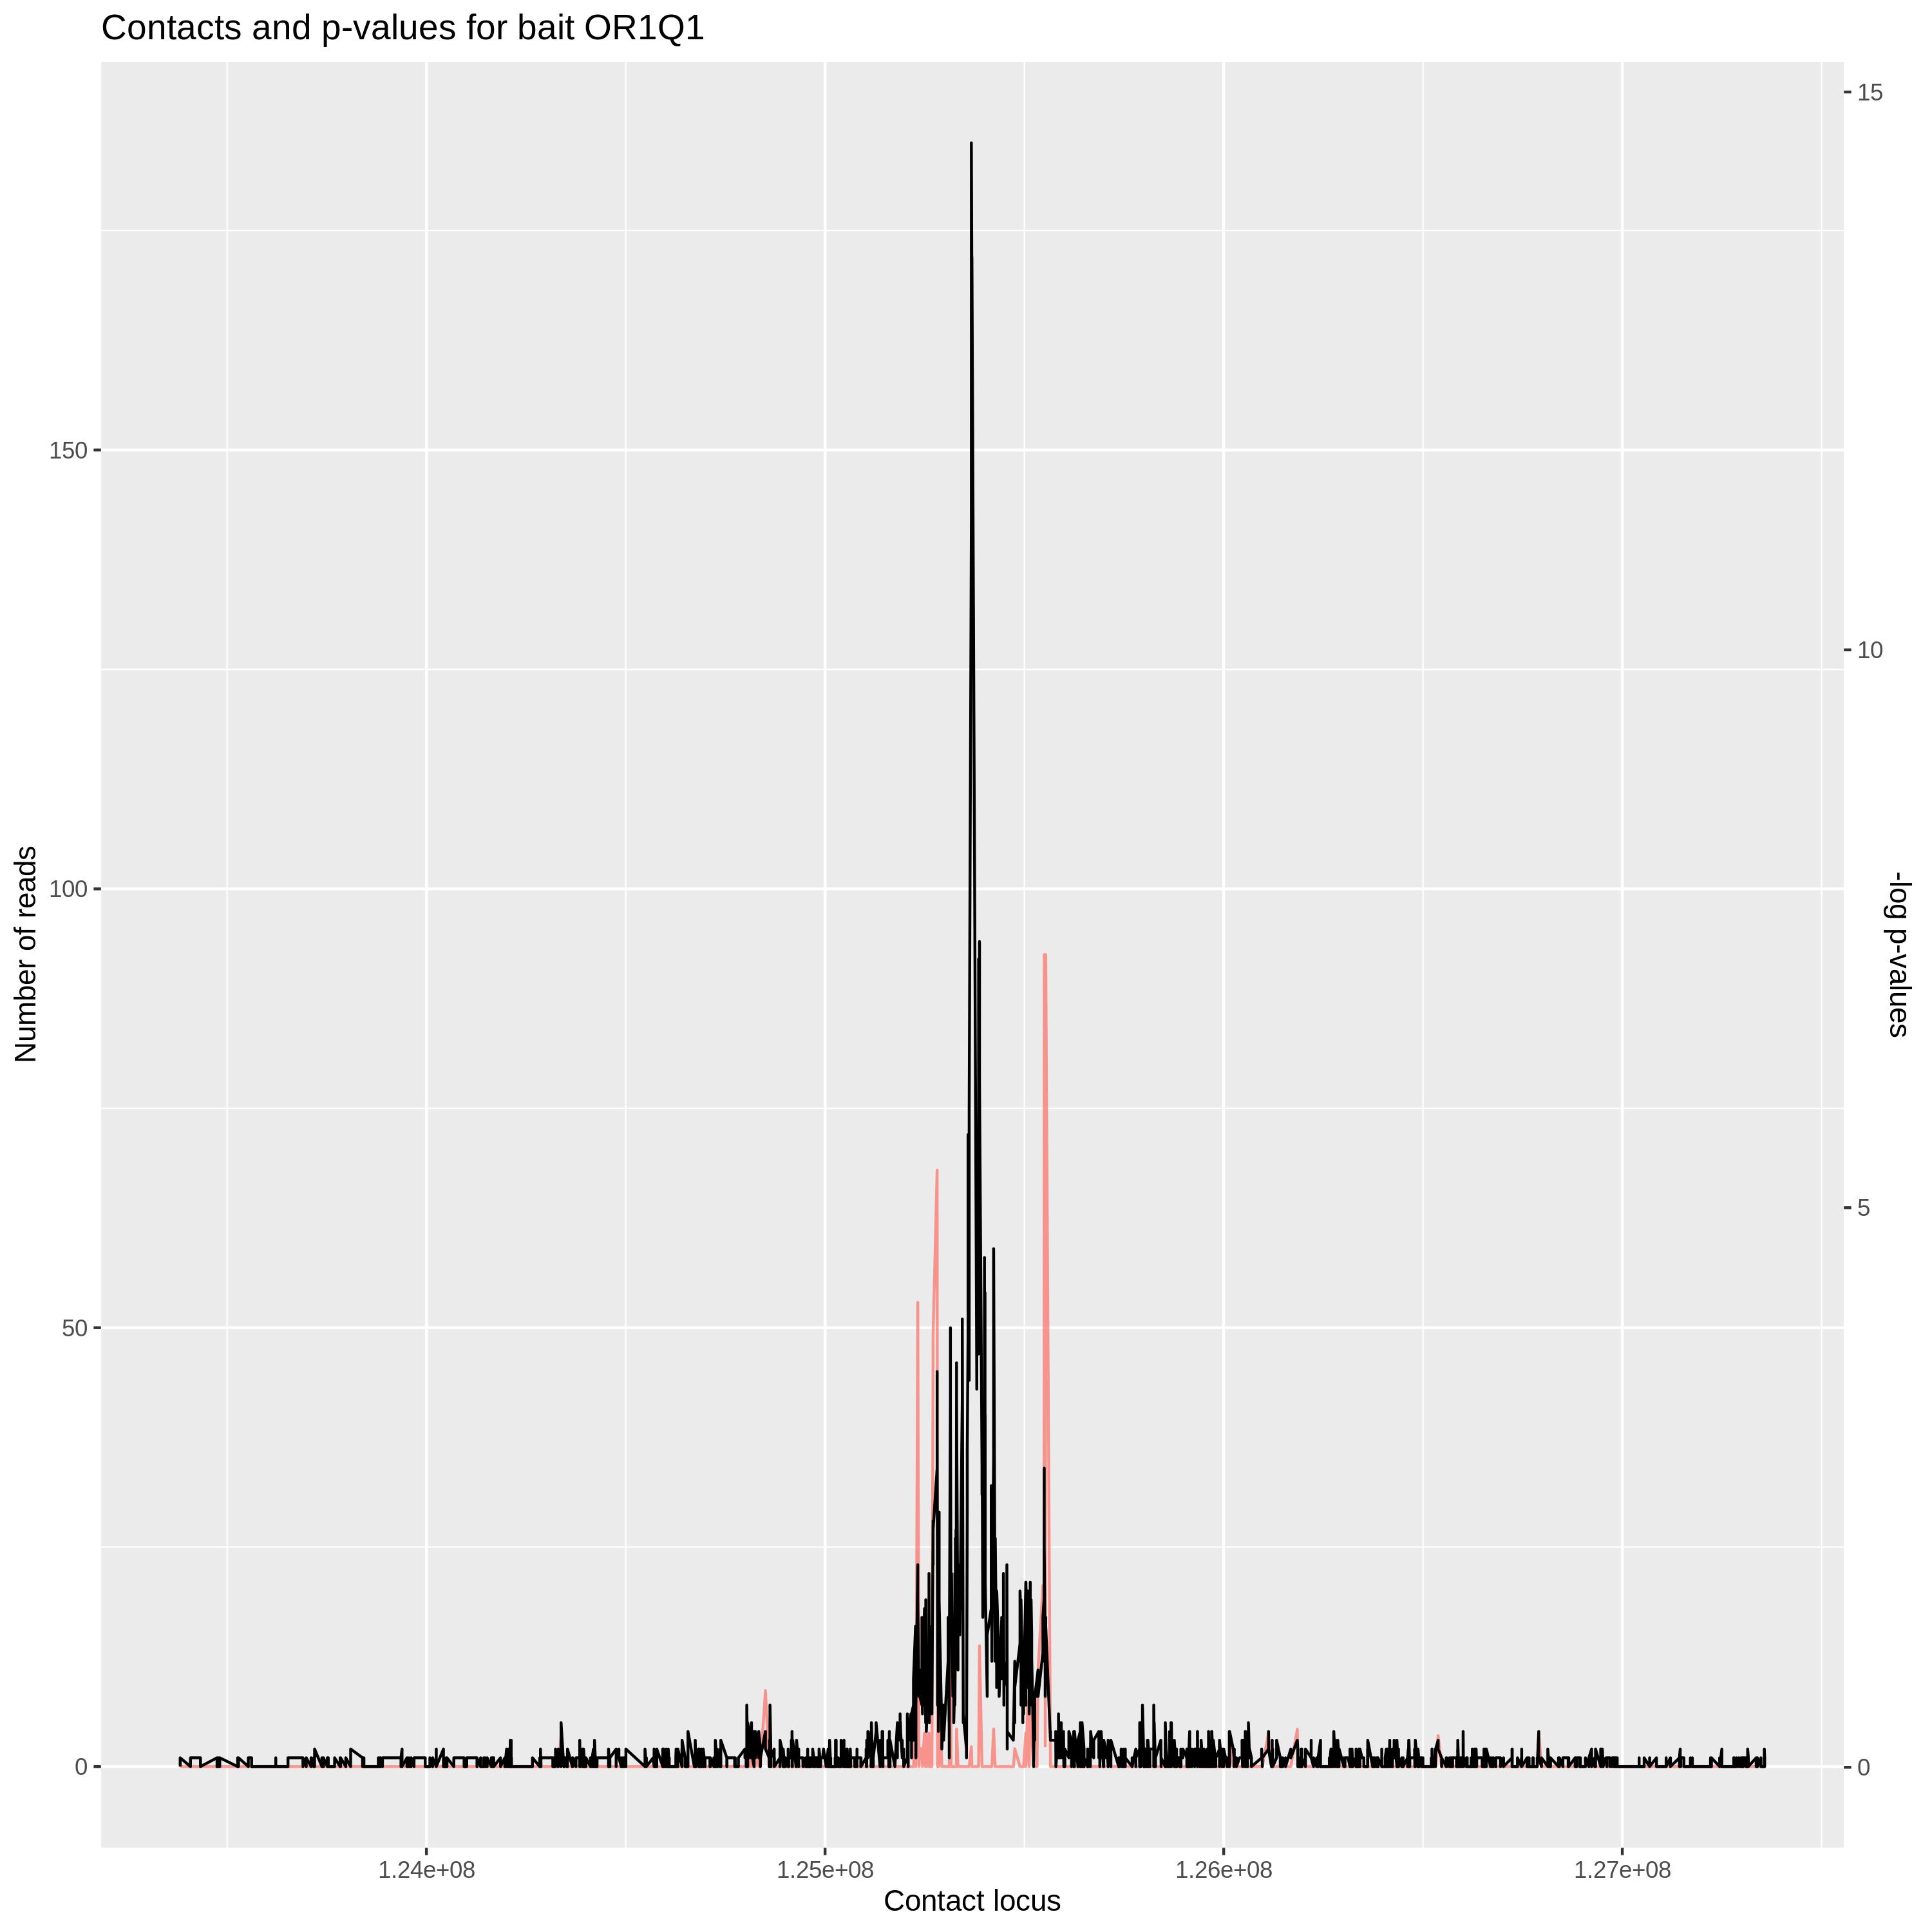 Contacts and p-values for bait OR1Q1
15
150
10
Number of reads
100
-log p-values
5
50
0
0
1.24e+08
1.25e+08
1.26e+08
1.27e+08
Contact locus